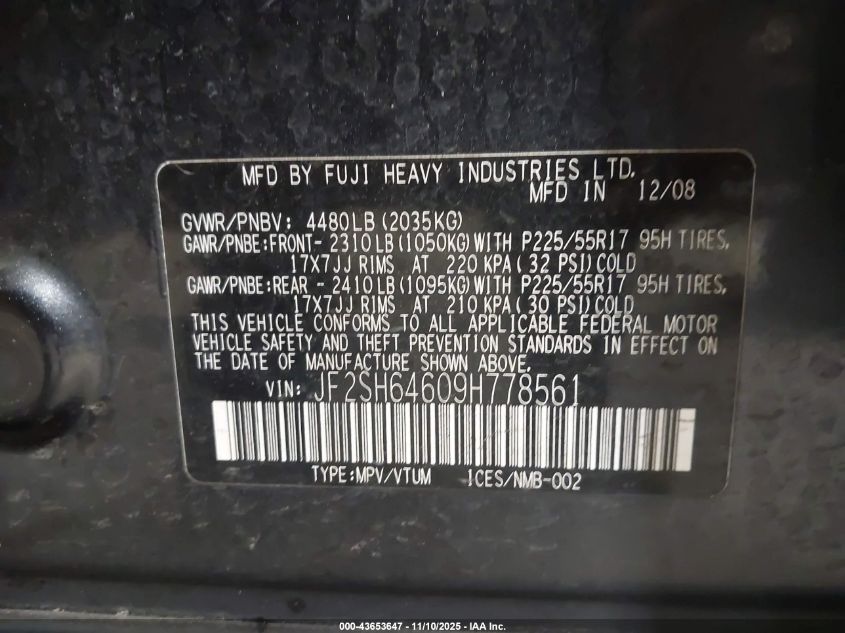 MFD BY FUJI HEAVY INDUSTRIES LTD.
MFD IN 12/08
GVWR/PNBV: 4480LB (2035KG)
GAWR/PNBE:FRONT- 2310LB (1050KG) WITH P225/55R17 95H TIRES,
17X7JJ RIMS AT 220 KPA ( 32 PSI) COLD
GAWR/PNBE:REAR - 2410LB (1095KG) WITH P225/55R17 95H TIRES,
17X7JJ RIMS AT 210 KPA ( 30 PSI) COLD
THIS VEHICLE CONFORMS TO ALL APPLICABLE FEDERAL MOTOR
VEHICLE SAFETY AND THEFT PREVENTION STANDARDS IN EFFECT ON
THE DATE OF MANUFACTURE SHOWN ABOVE.
VIN: JF2SH64609H778561
TYPE:MPV/VTUM 1CES/NMB-002
000-43653647 - 11/10/2025 - IAA Inc.